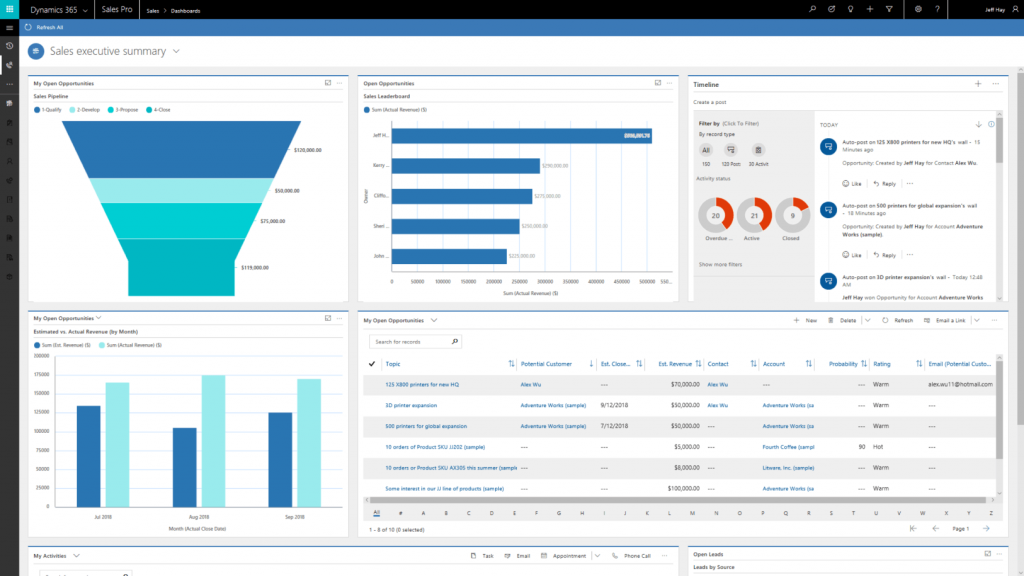 Dynamics 365
Sales Pro
Sales > Dashboards
Jeff Hay
Refresh All
Sales executive summary
My Open Opportunities
Sales Pipeline
1-Qualify 2-Develop 3-Propose 4-Close
$170,000.00
$50,000.00
$75,000.00
$119,000.00
Open Opportunities
Sales Leaderboard
Sum (Actual Revenue) ($)
Owner
Jeff H...
Kerry ...
$290,000.00
Cliffo...
$275,000.00
Sheri ...
$250,000.00
John ...
$225,000.00
0 50000 100000 150000 200000 250000 300000 350000 400000 450000 500000 550...
Sum (Actual Revenue) ($)
Timeline
Create a post
Filter by (Click To Filter)
By record type
All
100 103 Post 30 Activit
Activity status
20 21 9
Overdue ... Active Closed
Show more filters
TODAY
Auto-post on 125 X800 printers for new HQ's wall - 13
Minutes ago
Opportunity: Created by Jeff Hay for Contact Alex Wu.
Like Reply ...
Auto-post on 500 printers for global expansion's wall
- 18 Minutes ago
Opportunity: Created by Jeff Hay for Account Adventure
Works (sample).
Like Reply ...
Auto-post on 3D printer expansion's wall - Today 12:48
AM
Jeff Hay won Opportunity for Account Adventure Works
My Open Opportunities
Estimated vs. Actual Revenue (by Month)
Sum (Est. Revenue) ($) Sum (Actual Revenue) ($)
200000
175000
150000
125000
100000
75000
50000
25000
0
Jul 2018 Aug 2018 Sep 2018
Month (Actual Close Date)
My Open Opportunities
New Delete Refresh Email a Link ...
Search for records
Topic Potential Customer Est. Close... Est. Revenue Contact Account Probability Rating Email (Potential Custo...
125 X800 printers for new HQ Alex Wu --- $70,000.00 Alex Wu --- --- Warm alex.wu11@hotmail.com
3D printer expansion Adventure Works (sample) 9/12/2018 $50,000.00 Alex Wu Adventure Works (sa --- Warm ---
500 printers for global expansion Adventure Works (sample) 7/12/2018 $50,000.00 --- Adventure Works (sa --- Warm ---
10 orders of Product SKU JJ202 (sample) --- --- $5,000.00 --- Fourth Coffee (sampl 90 Hot ---
10 orders or Product SKU AX305 this summer (sample --- --- $8,000.00 --- Litware, Inc. (sample) --- Warm ---
Some interest in our JJ line of products (sample) --- --- $100,000.00 --- Adventure Works (sa --- Warm ---
All # A B C D E F G H I J K L M N O P Q R S T U V W X Y Z
1 - 8 of 10 (0 selected)
Page 1
My Activities
Task Email Appointment Phone Call ...
Open Leads
Leads by Source